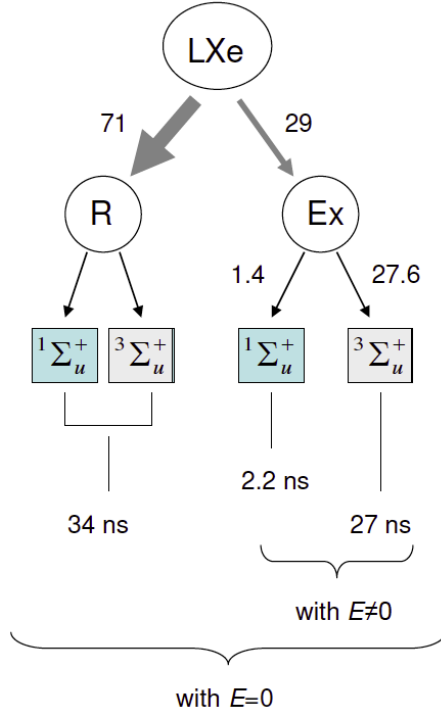 LXe
71 29
R Ex
1.4 27.6
¹Σᵤ⁺ ³Σᵤ⁺ ¹Σᵤ⁺ ³Σᵤ⁺
2.2 ns
34 ns 27 ns
with E≠0
with E=0